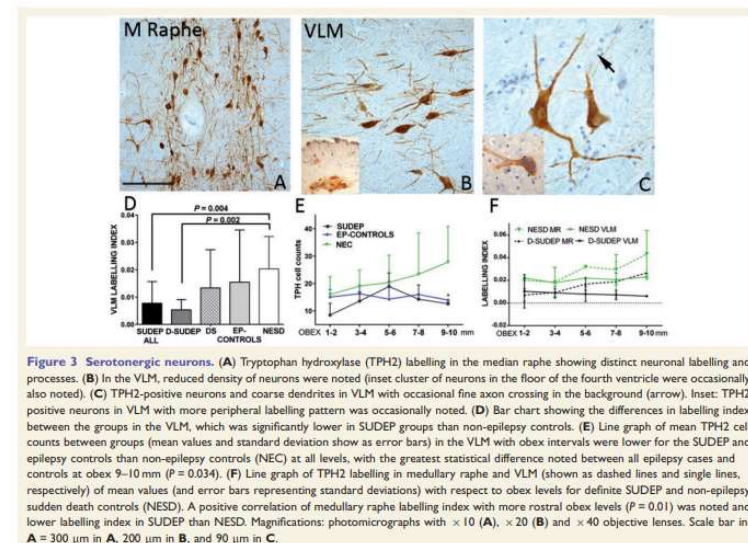 M Raphe
A
VLM
B
C
D
P = 0.004
P = 0.002
VLM LABELLING INDEX
0.04
0.03
0.02
0.01
0.00
SUDEP ALL
D-SUDEP
DS
EP-CONTROLS
NESD
E
SUDEP
EP-CONTROLS
NEC
TPH cell counts
40
30
20
10
OBEX 1-2 3-4 5-6 7-8 9-10 mm
F
NESD MR
NESD VLM
D-SUDEP MR
D-SUDEP VLM
LABELLING INDEX
0.06
0.04
0.02
0.00
-0.02
OBEX 1-2 3-4 5-6 7-8 9-10 mm
Figure 3 Serotonergic neurons. (A) Tryptophan hydroxylase (TPH2) labelling in the median raphe showing distinct neuronal labelling and
processes. (B) In the VLM, reduced density of neurons were noted (inset cluster of neurons in the floor of the fourth ventricle were occasionally
also noted). (C) TPH2-positive neurons and coarse dendrites in VLM with occasional fine axon crossing in the background (arrow). Inset: TPH2
positive neurons in VLM with more peripheral labelling pattern was occasionally noted. (D) Bar chart showing the differences in labelling index
between the groups in the VLM, which was significantly lower in SUDEP groups than non-epilepsy controls. (E) Line graph of mean TPH2 cell
counts between groups (mean values and standard deviation show as error bars) in the VLM with obex intervals were lower for the SUDEP and
epilepsy controls than non-epilepsy controls (NEC) at all levels, with the greatest statistical difference noted between all epilepsy cases and
controls at obex 9–10 mm (P = 0.034). (F) Line graph of TPH2 labelling in medullary raphe and VLM (shown as dashed lines and single lines,
respectively) of mean values (and error bars representing standard deviations) with respect to obex levels for definite SUDEP and non-epilepsy
sudden death controls (NESD). A positive correlation of medullary raphe labelling index with more rostral obex levels (P = 0.01) was noted and
lower labelling index in SUDEP than NESD. Magnifications: photomicrographs with × 10 (A), × 20 (B) and × 40 objective lenses. Scale bar in
A = 300 μm in A, 200 μm in B, and 90 μm in C.